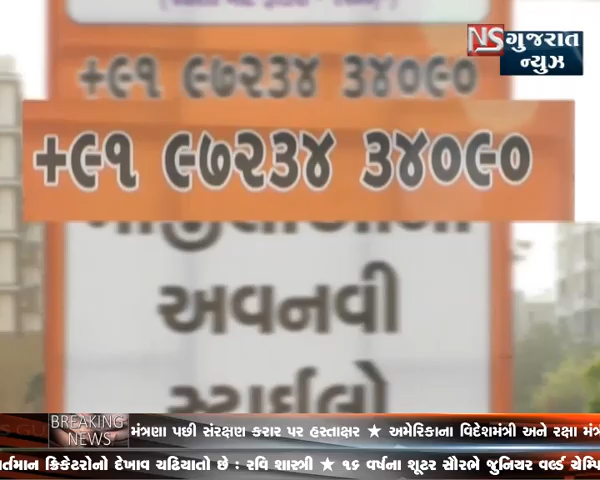 NS ગુજરાત
ન્યુઝ
+૯૧ ૯૭૨૩૪ ૩૪૦૯૦
+૯૧ ૯૭૨૩૪ ૩૪૦૯૦
અવનવી
સ્ટાઈલો
BREAKING
NEWS
મંત્રણા પછી સંરક્ષણ કરાર પર હસ્તાક્ષર ★ અમેરિકાના વિદેશમંત્રી અને રક્ષા મંત્ર
ર્તમાન ક્રિકેટરોનો દેખાવ ચઢિયાતો છે : રવિ શાસ્ત્રી ★ ૧૬ વર્ષના શૂટર સૌરભે જુનિયર વર્લ્ડ ચેમ્પિ